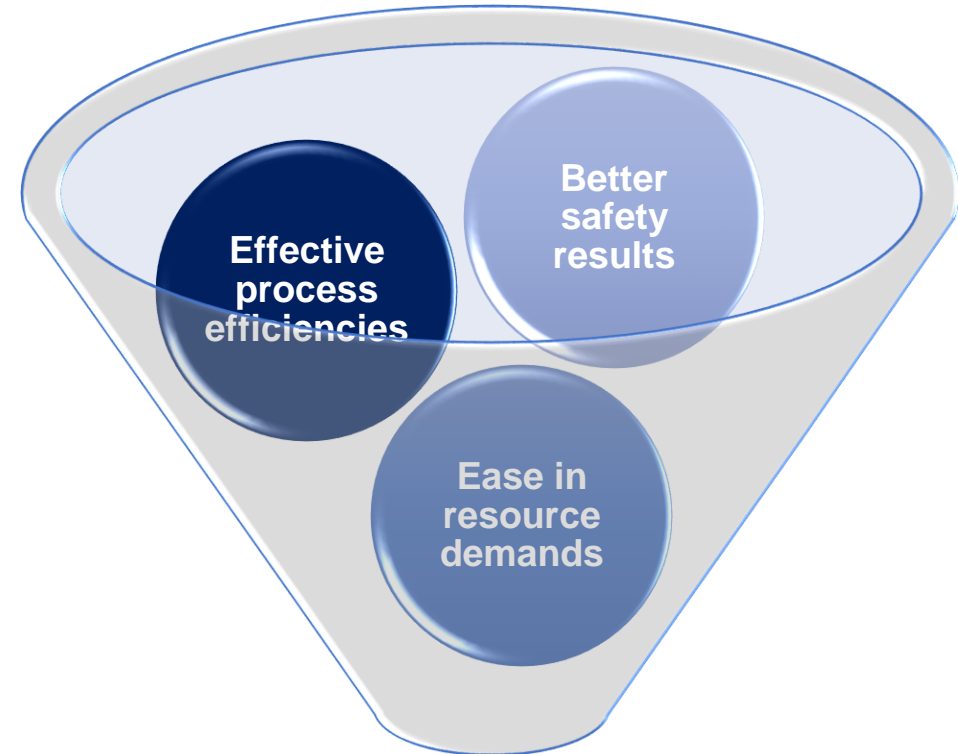 Effective
process
efficiencies
Better
safety
results
Ease in
resource
demands